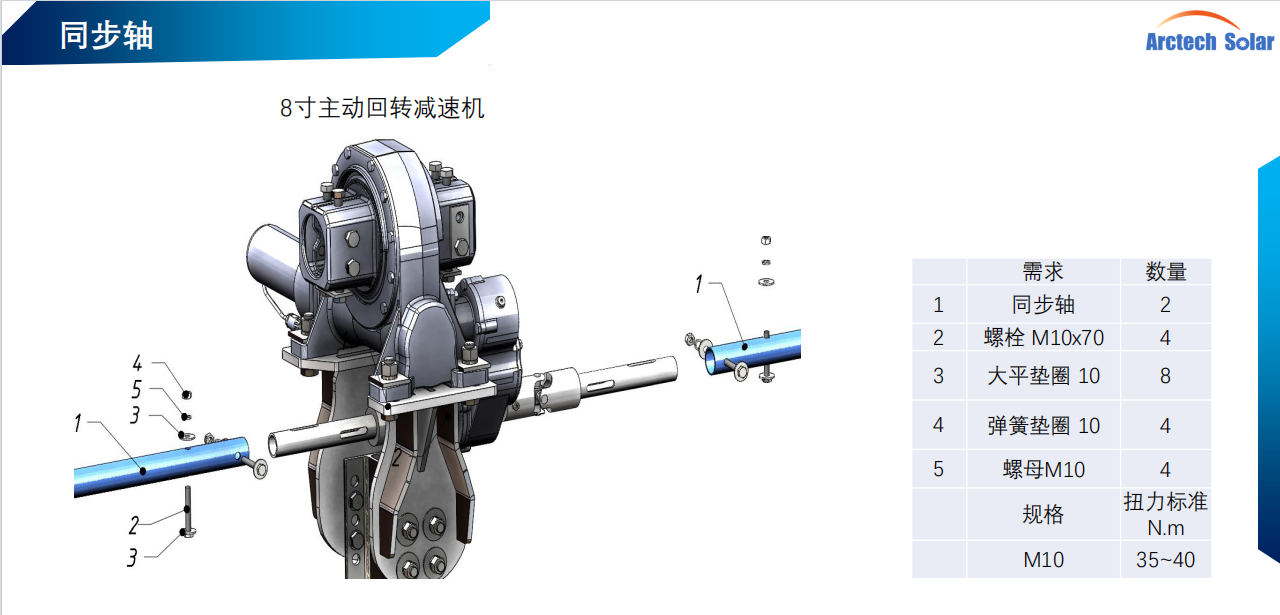 同步轴
Arctech Solar
8寸主动回转减速机
1
4
5
3
1
2
3
2
需求 数量
1 同步轴 2
2 螺栓 M10x70 4
3 大平垫圈 10 8
4 弹簧垫圈 10 4
5 螺母M10 4
规格 扭力标准
N.m
M10 35~40